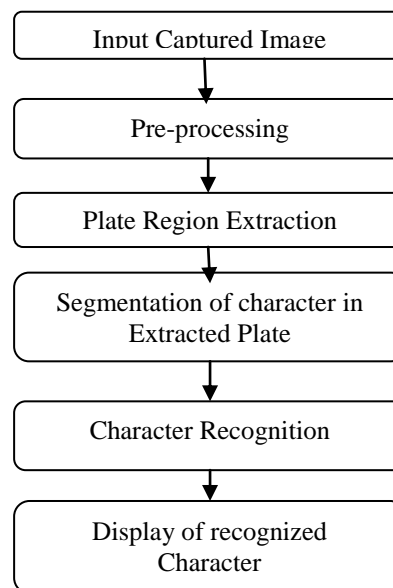 Input Captured Image
Pre-processing
Plate Region Extraction
Segmentation of character in
Extracted Plate
Character Recognition
Display of recognized
Character